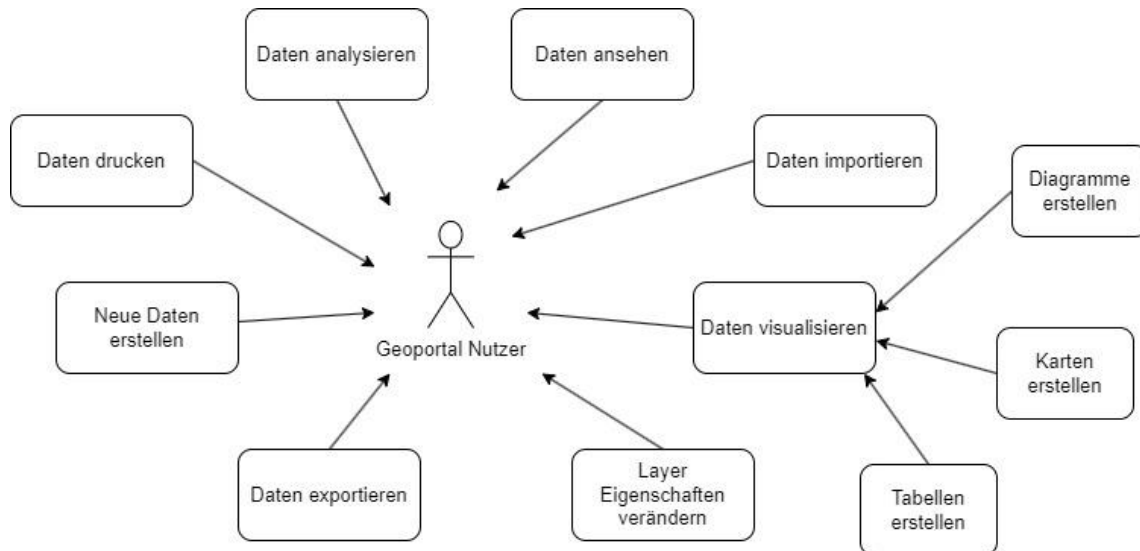 Daten analysieren
Daten ansehen
Daten drucken
Daten importieren
Diagramme
erstellen
Neue Daten
erstellen
Geoportal Nutzer
Daten visualisieren
Karten
erstellen
Daten exportieren
Layer
Eigenschaften
verändern
Tabellen
erstellen